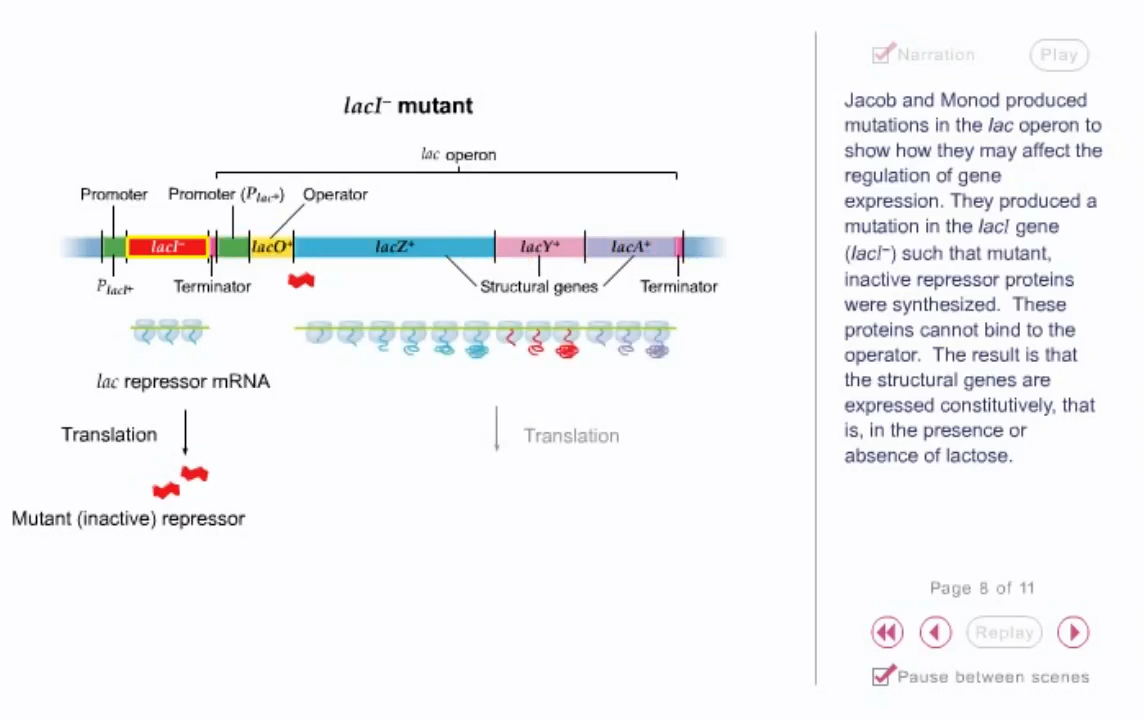 lacI⁻ mutant
lac operon
Promoter Promoter (Plac⁺) Operator
lacI⁻ lacO⁺ lacZ⁺ lacY⁺ lacA⁺
PlacI⁺ Terminator Structural genes Terminator
lac repressor mRNA
Translation Translation
Mutant (inactive) repressor
Narration Play
Jacob and Monod produced
mutations in the lac operon to
show how they may affect the
regulation of gene
expression. They produced a
mutation in the lacI gene
(lacI⁻) such that mutant,
inactive repressor proteins
were synthesized. These
proteins cannot bind to the
operator. The result is that
the structural genes are
expressed constitutively, that
is, in the presence or
absence of lactose.
Page 8 of 11
Replay
Pause between scenes